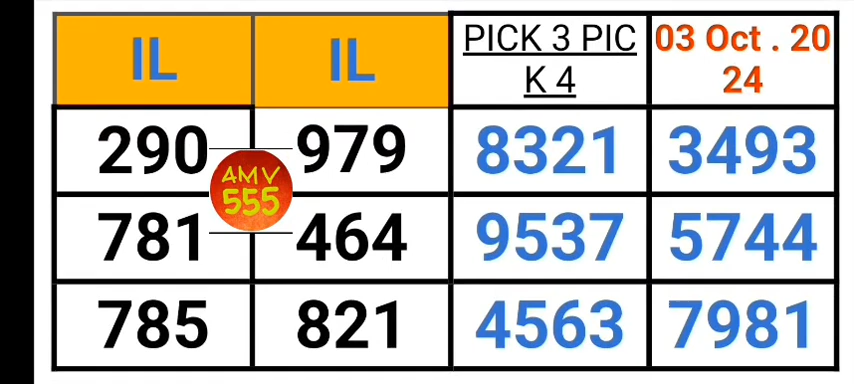 IL IL PICK 3 PIC 03 Oct . 20
K 4 24
290 979 8321 3493
AMV
555
781 464 9537 5744
785 821 4563 7981